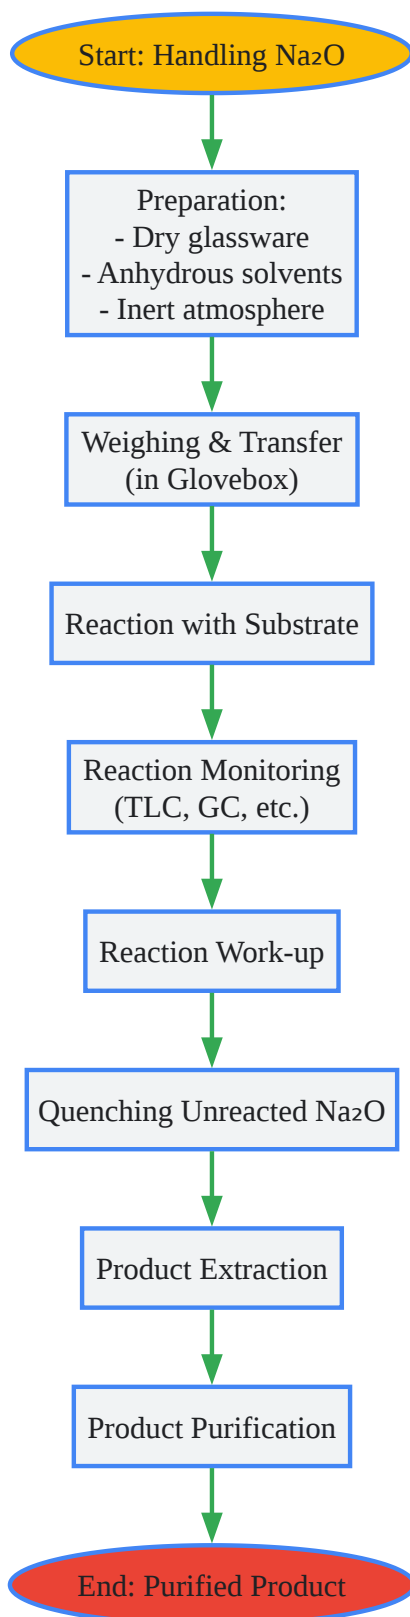 Start: Handling Na₂O
Preparation:
- Dry glassware
- Anhydrous solvents
- Inert atmosphere
Weighing & Transfer
(in Glovebox)
Reaction with Substrate
Reaction Monitoring
(TLC, GC, etc.)
Reaction Work-up
Quenching Unreacted Na₂O
Product Extraction
Product Purification
End: Purified Product